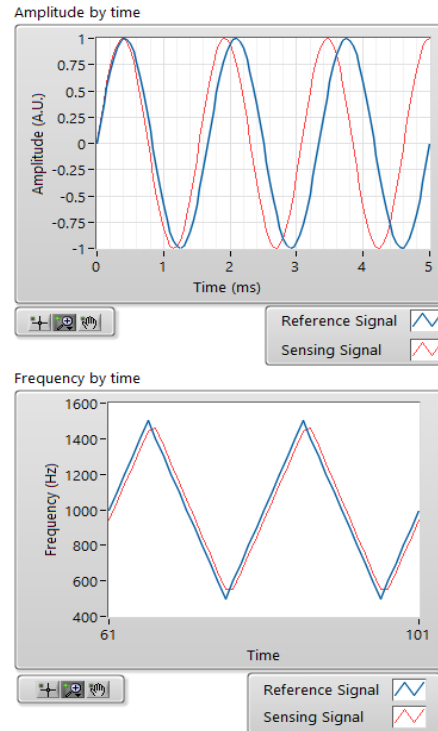 Amplitude by time
1
0.75
0.5
0.25
0
-0.25
-0.5
-0.75
-1
Amplitude (A.U.)
0 1 2 3 4 5
Time (ms)
Reference Signal
Sensing Signal
Frequency by time
1600
1400
1200
1000
800
600
400
Frequency (Hz)
61 101
Time
Reference Signal
Sensing Signal